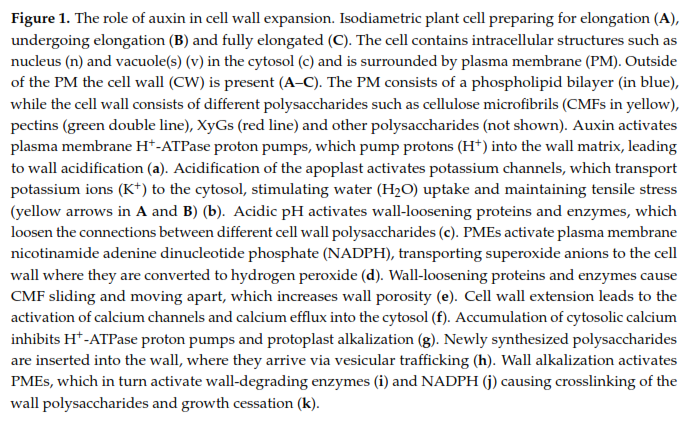 Figure 1. The role of auxin in cell wall expansion. Isodiametric plant cell preparing for elongation (A),
undergoing elongation (B) and fully elongated (C). The cell contains intracellular structures such as
nucleus (n) and vacuole(s) (v) in the cytosol (c) and is surrounded by plasma membrane (PM). Outside
of the PM the cell wall (CW) is present (A–C). The PM consists of a phospholipid bilayer (in blue),
while the cell wall consists of different polysaccharides such as cellulose microfibrils (CMFs in yellow),
pectins (green double line), XyGs (red line) and other polysaccharides (not shown). Auxin activates
plasma membrane H⁺-ATPase proton pumps, which pump protons (H⁺) into the wall matrix, leading
to wall acidification (a). Acidification of the apoplast activates potassium channels, which transport
potassium ions (K⁺) to the cytosol, stimulating water (H₂O) uptake and maintaining tensile stress
(yellow arrows in A and B) (b). Acidic pH activates wall-loosening proteins and enzymes, which
loosen the connections between different cell wall polysaccharides (c). PMEs activate plasma membrane
nicotinamide adenine dinucleotide phosphate (NADPH), transporting superoxide anions to the cell
wall where they are converted to hydrogen peroxide (d). Wall-loosening proteins and enzymes cause
CMF sliding and moving apart, which increases wall porosity (e). Cell wall extension leads to the
activation of calcium channels and calcium efflux into the cytosol (f). Accumulation of cytosolic calcium
inhibits H⁺-ATPase proton pumps and protoplast alkalization (g). Newly synthesized polysaccharides
are inserted into the wall, where they arrive via vesicular trafficking (h). Wall alkalization activates
PMEs, which in turn activate wall-degrading enzymes (i) and NADPH (j) causing crosslinking of the
wall polysaccharides and growth cessation (k).